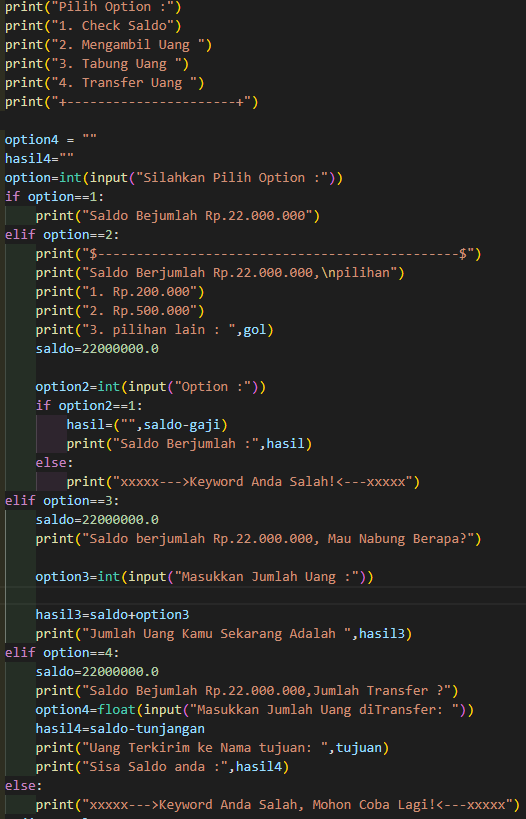 print("Pilih Option :")
print("1. Check Saldo")
print("2. Mengambil Uang ")
print("3. Tabung Uang ")
print("4. Transfer Uang ")
print("+----------------------+")
option4 = ""
hasil4=""
option=int(input("Silahkan Pilih Option :"))
if option==1:
    print("Saldo Bejumlah Rp.22.000.000")
elif option==2:
    print("$-----------------------------------------------$")
    print("Saldo Berjumlah Rp.22.000.000,\npilihan")
    print("1. Rp.200.000")
    print("2. Rp.500.000")
    print("3. pilihan lain : ",gol)
    saldo=22000000.0
    option2=int(input("Option :"))
    if option2==1:
        hasil=("",saldo-gaji)
        print("Saldo Berjumlah :",hasil)
    else:
        print("xxxxx--->Keyword Anda Salah!<---xxxxx")
elif option==3:
    saldo=22000000.0
    print("Saldo berjumlah Rp.22.000.000, Mau Nabung Berapa?")
    option3=int(input("Masukkan Jumlah Uang :"))
    hasil3=saldo+option3
    print("Jumlah Uang Kamu Sekarang Adalah ",hasil3)
elif option==4:
    saldo=22000000.0
    print("Saldo Bejumlah Rp.22.000.000,Jumlah Transfer ?")
    option4=float(input("Masukkan Jumlah Uang diTransfer: "))
    hasil4=saldo-tunjangan
    print("Uang Terkirim ke Nama tujuan: ",tujuan)
    print("Sisa Saldo anda :",hasil4)
else:
    print("xxxxx--->Keyword Anda Salah, Mohon Coba Lagi!<---xxxxx")